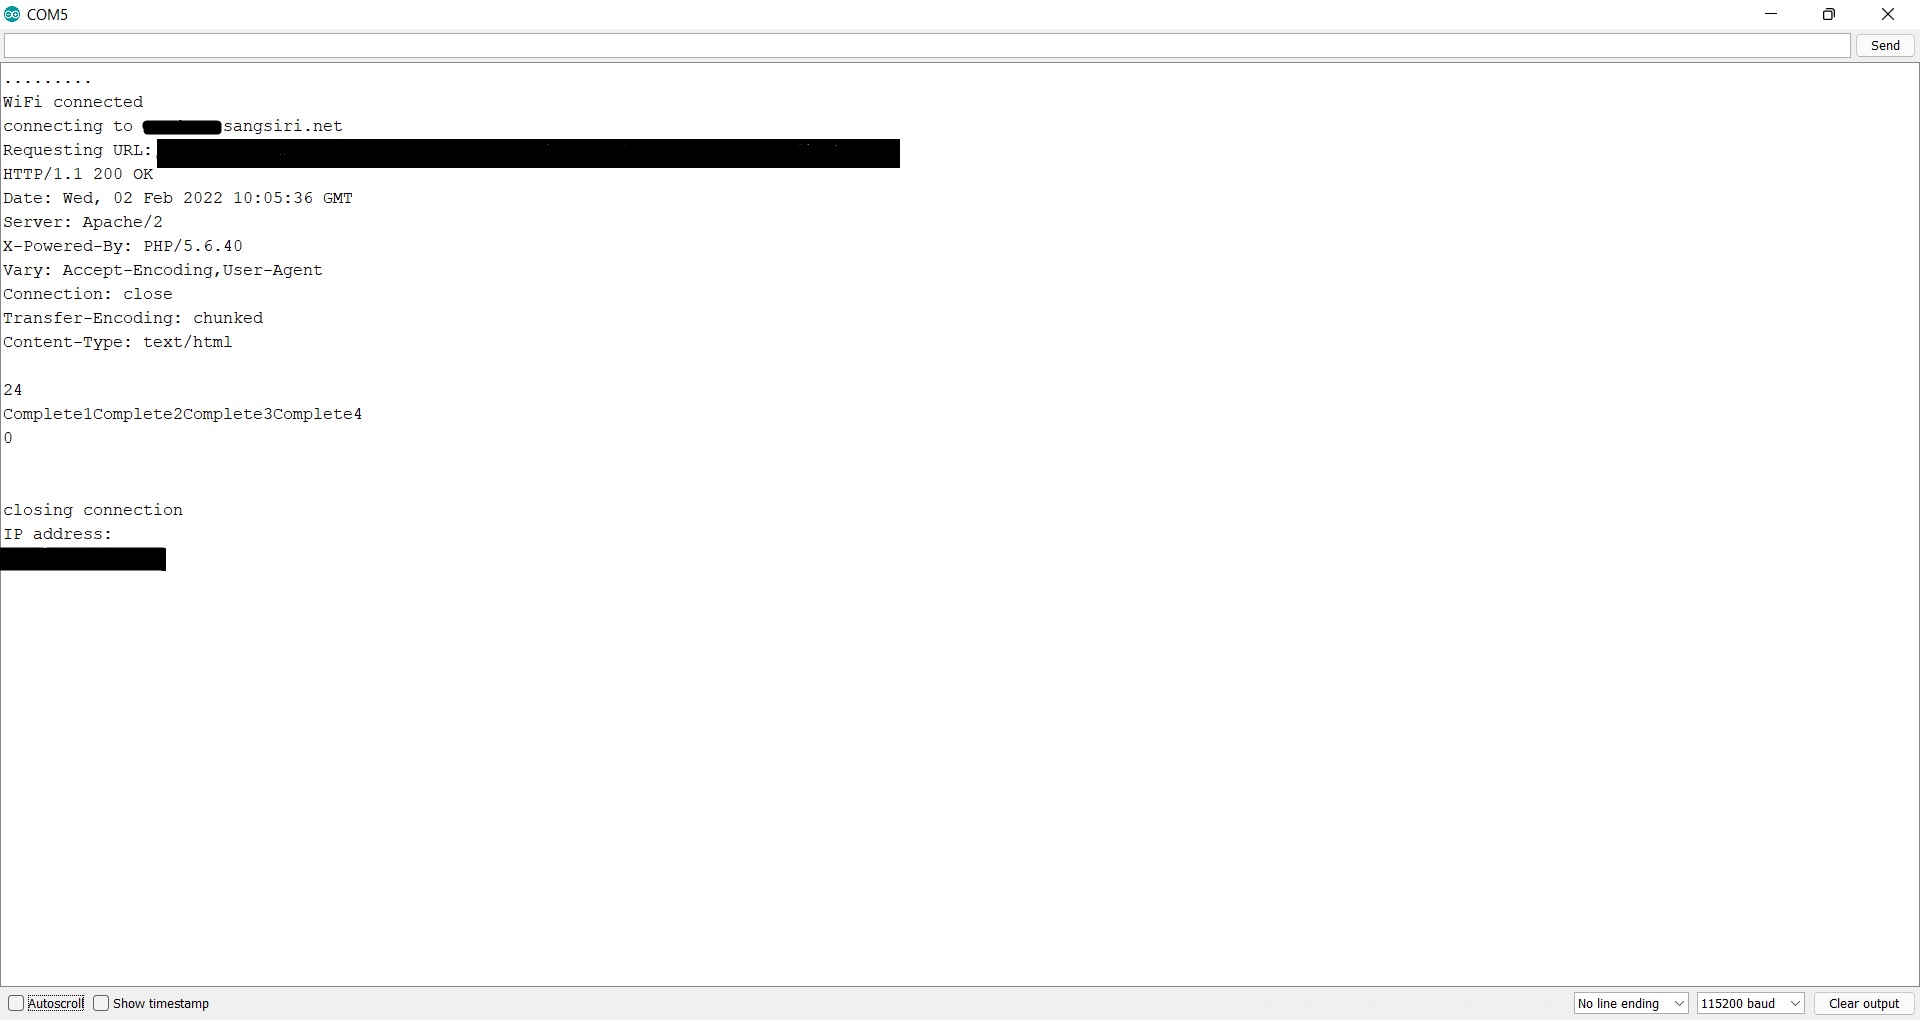 COM5
Send
.........
WiFi connected
connecting to sangsiri.net
Requesting URL:
HTTP/1.1 200 OK
Date: Wed, 02 Feb 2022 10:05:36 GMT
Server: Apache/2
X-Powered-By: PHP/5.6.40
Vary: Accept-Encoding,User-Agent
Connection: close
Transfer-Encoding: chunked
Content-Type: text/html
24
Complete1Complete2Complete3Complete4
0
closing connection
IP address:
Autoscroll Show timestamp No line ending 115200 baud Clear output